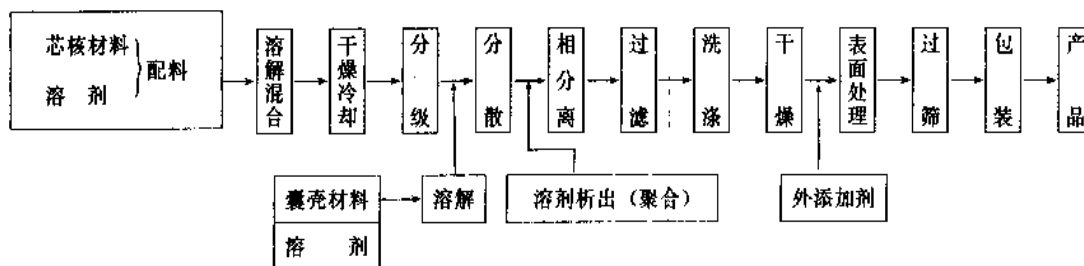 芯核材料
溶剂
配料
溶解混合
干燥冷却
分级
分散
相分离
过滤
洗涤
干燥
表面处理
过筛
包装
产品
囊壳材料
溶剂
溶解
溶剂析出（聚合）
外添加剂